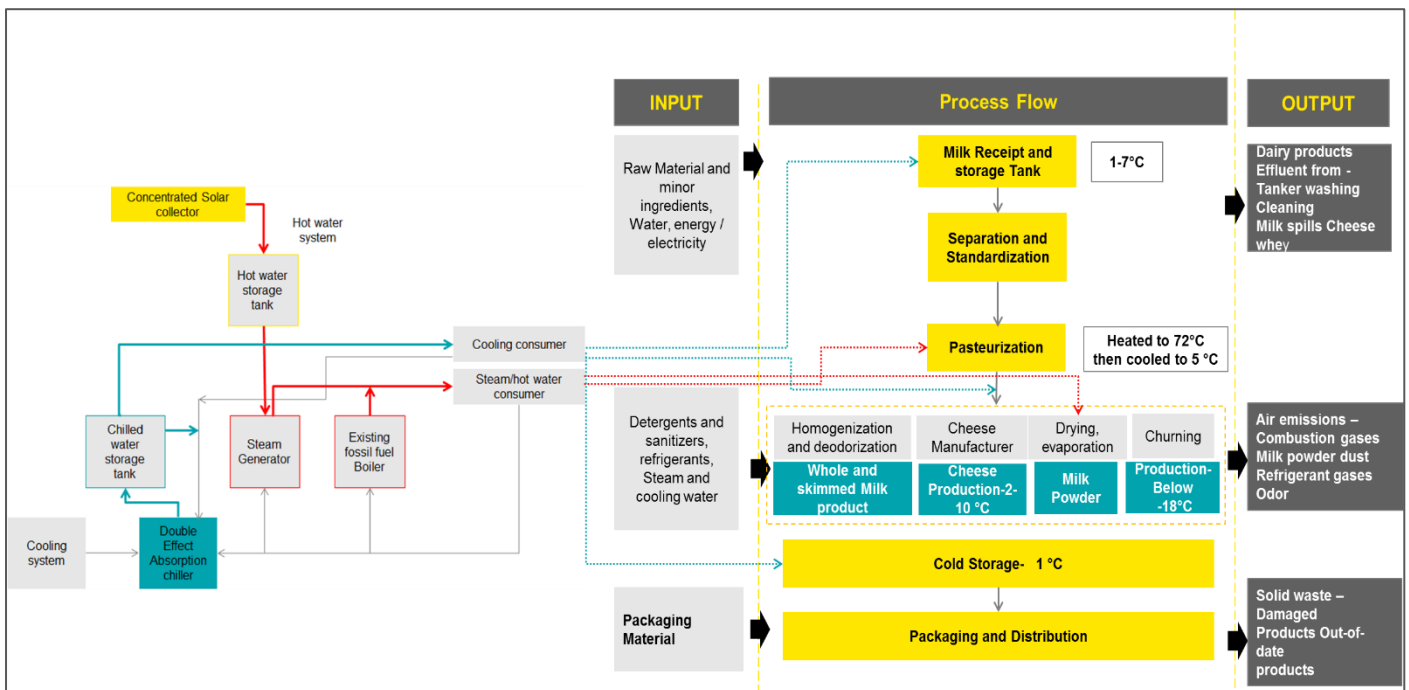 INPUT
Process Flow
OUTPUT
Raw Material and
minor
ingredients,
Water, energy /
electricity
Milk Receipt and
storage Tank
1-7°C
Dairy products
Effluent from -
Tanker washing
Cleaning
Milk spills Cheese
whey
Concentrated Solar
collector
Hot water
system
Hot water
storage
tank
Separation and
Standardization
Cooling consumer
Steam/hot water
consumer
Pasteurization
Heated to 72°C
then cooled to 5 °C
Chilled
water
storage
tank
Steam
Generator
Existing
fossil fuel
Boiler
Detergents and
sanitizers,
refrigerants,
Steam and
cooling water
Homogenization
and deodorization
Cheese
Manufacturer
Drying,
evaporation
Churning
Whole and
skimmed Milk
product
Cheese
Production-2-
10 °C
Milk
Powder
Production-
Below
-18°C
Air emissions –
Combustion gases
Milk powder dust
Refrigerant gases
Odor
Cooling
system
Double
Effect
Absorption
chiller
Cold Storage- 1 °C
Packaging
Material
Packaging and Distribution
Solid waste –
Damaged
Products Out-of-
date
products